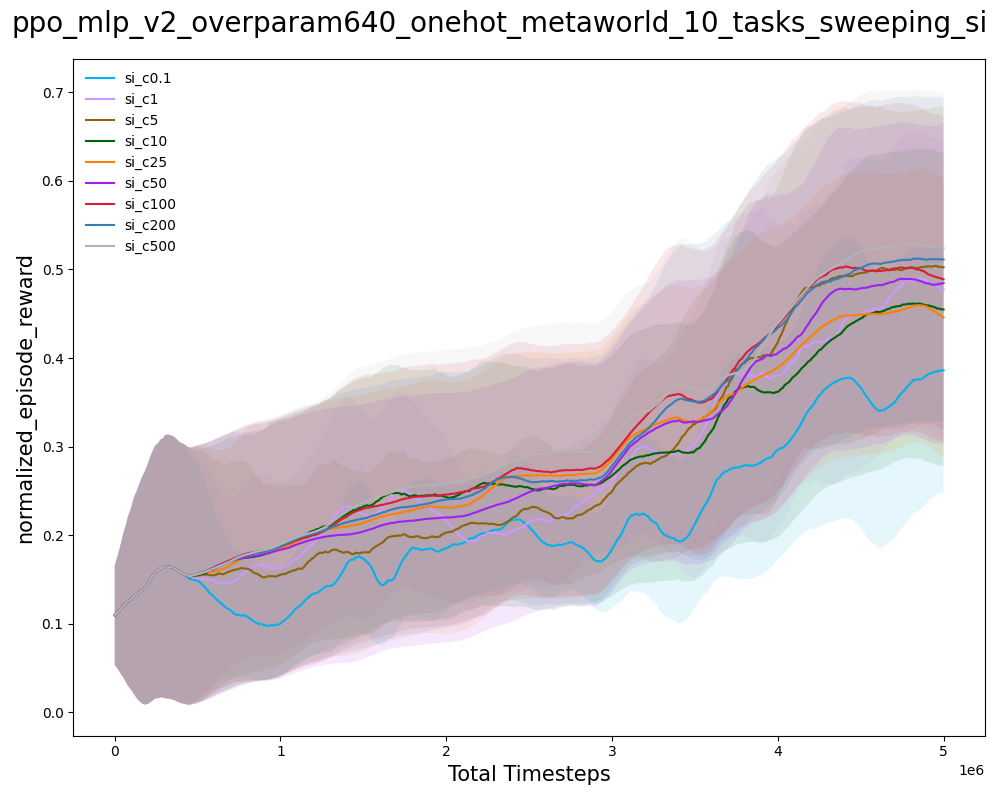 ppo_mlp_v2_overparam640_onehot_metaworld_10_tasks_sweeping_si
si_c0.1
si_c1
si_c5
si_c10
si_c25
si_c50
si_c100
si_c200
si_c500
normalized_episode_reward
0.7
0.6
0.5
0.4
0.3
0.2
0.1
0.0
0 1 2 3 4 5
1e6
Total Timesteps